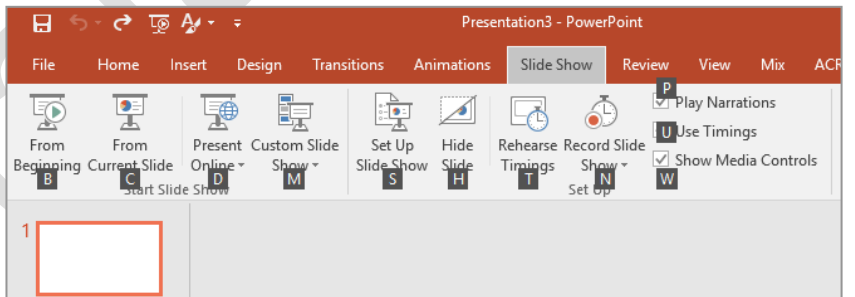 Presentation3 - PowerPoint
File Home Insert Design Transitions Animations Slide Show Review View Mix ACR
P
Play Narrations
From Beginning
From Current Slide
Present Online
Custom Slide Show
Set Up Slide Show
Hide Slide
Rehearse Timings
Record Slide Show
U
Use Timings
Show Media Controls
B C D M S H T N W
Start Slide Show
Set Up
1